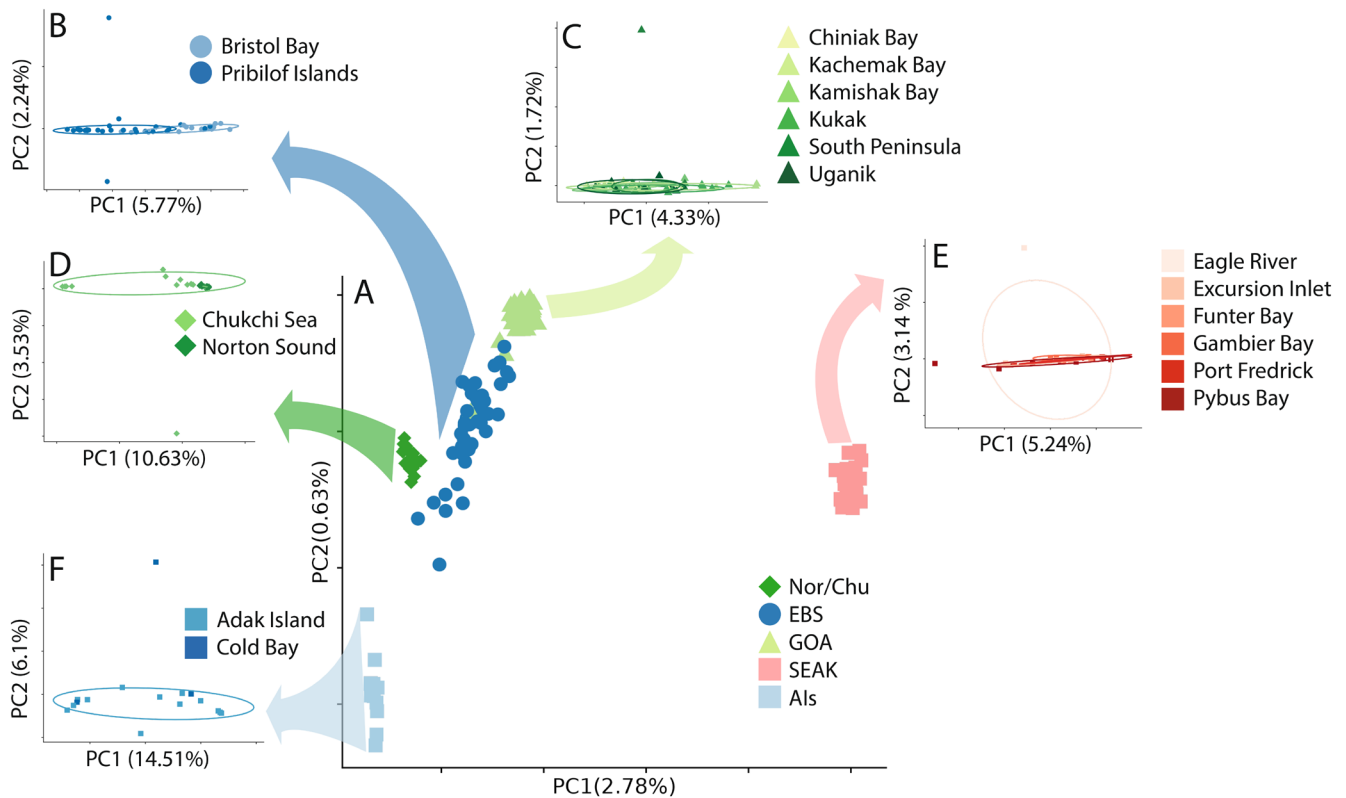 B
Bristol Bay
Pribilof Islands
PC2 (2.24%)
PC1 (5.77%)
C
Chiniak Bay
Kachemak Bay
Kamishak Bay
Kukak
South Peninsula
Uganik
PC2 (1.72%)
PC1 (4.33%)
D
Chukchi Sea
Norton Sound
PC2 (3.53%)
PC1 (10.63%)
A
PC2(0.63%)
PC1(2.78%)
Nor/Chu
EBS
GOA
SEAK
AIs
E
Eagle River
Excursion Inlet
Funter Bay
Gambier Bay
Port Fredrick
Pybus Bay
PC2 (3.14 %)
PC1 (5.24%)
F
Adak Island
Cold Bay
PC2 (6.1%)
PC1 (14.51%)